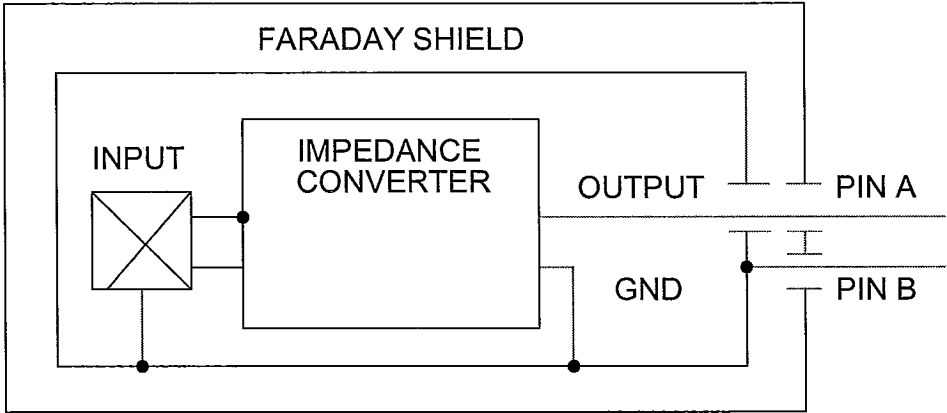 FARADAY SHIELD
INPUT
IMPEDANCE
CONVERTER
OUTPUT
PIN A
GND
PIN B